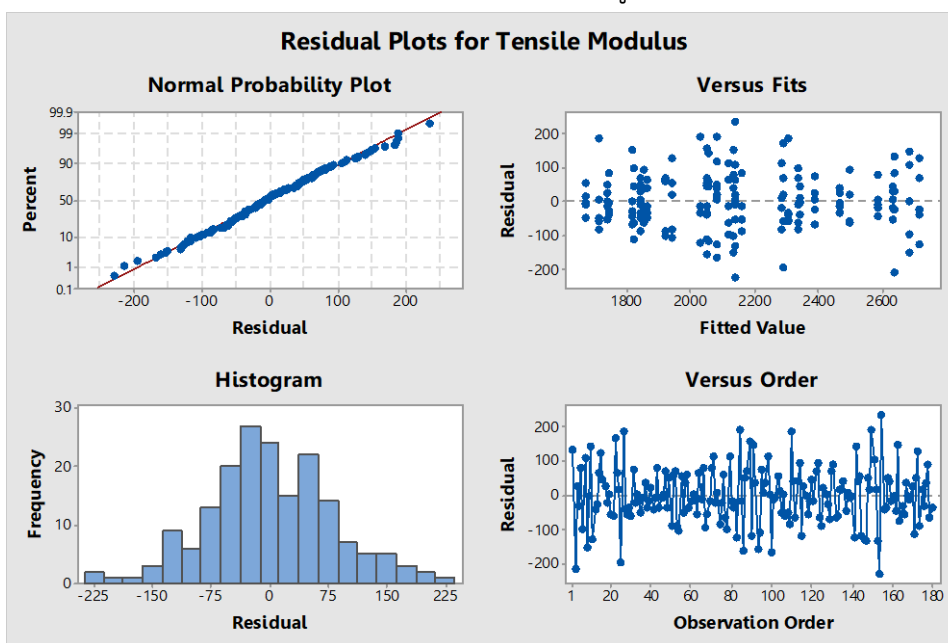 Residual Plots for Tensile Modulus
Normal Probability Plot
99.9
99
90
50
10
1
0.1
Percent
-200 -100 0 100 200
Residual
Versus Fits
200
100
0
-100
-200
Residual
1800 2000 2200 2400 2600
Fitted Value
Histogram
30
20
10
0
Frequency
-225 -150 -75 0 75 150 225
Residual
Versus Order
200
100
0
-100
-200
Residual
1 20 40 60 80 100 120 140 160 180
Observation Order